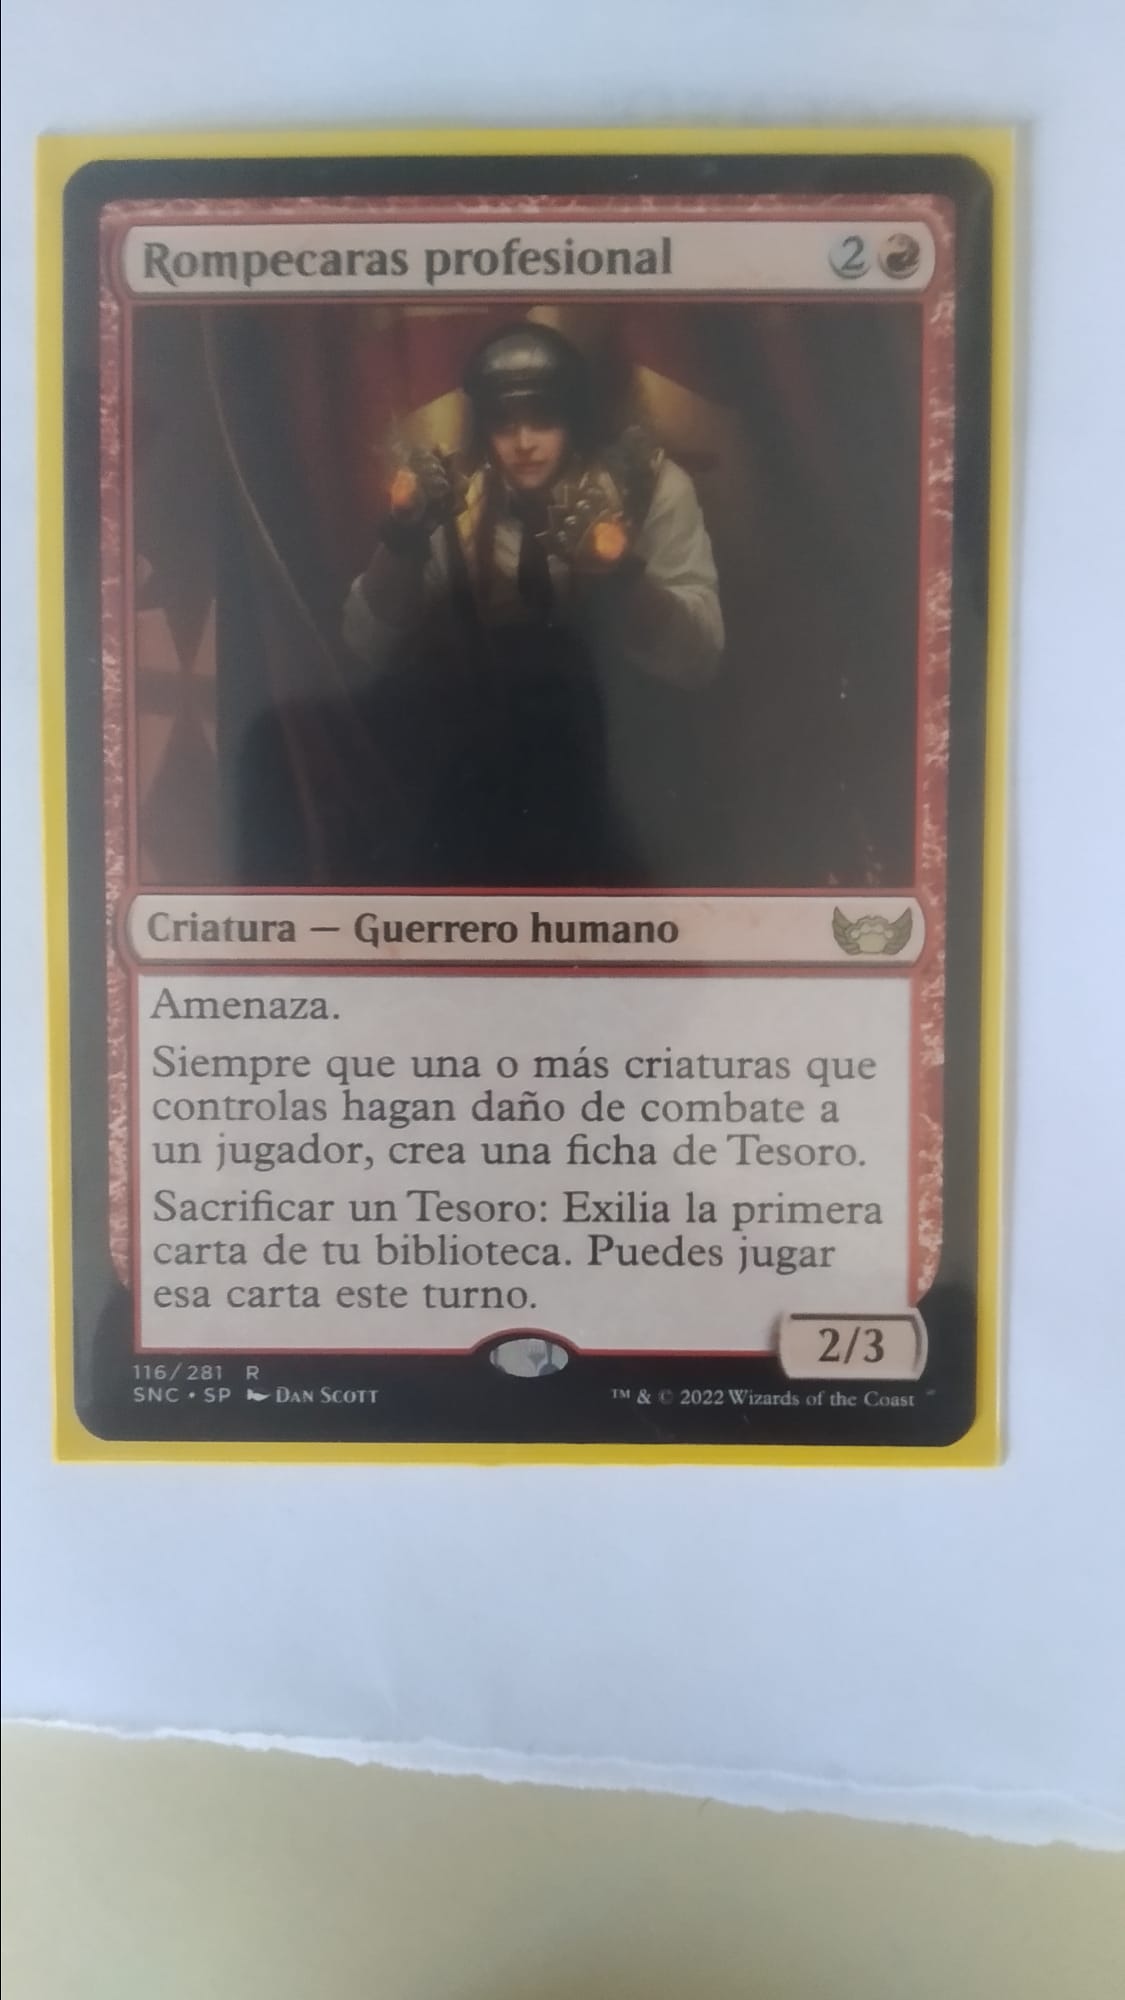 Rompecaras profesional 2
Criatura — Guerrero humano
Amenaza.
Siempre que una o más criaturas que
controlas hagan daño de combate a
un jugador, crea una ficha de Tesoro.
Sacrificar un Tesoro: Exilia la primera
carta de tu biblioteca. Puedes jugar
esa carta este turno.
2/3
116/281 R
SNC • SP DAN SCOTT
™ & © 2022 Wizards of the Coast